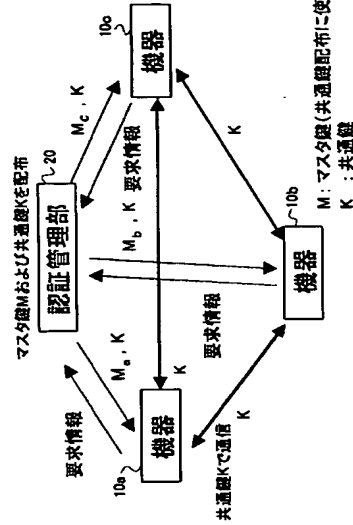 マスタ鍵Mおよび共通鍵Kを配布
20
認証管理部
要求情報
Ma , K
Mb , K
Mc , K
要求情報
要求情報
10a
機器
10c
機器
10b
機器
K
K
K
共通鍵Kで通信
M : マスタ鍵(共通鍵配布に使
K : 共通鍵